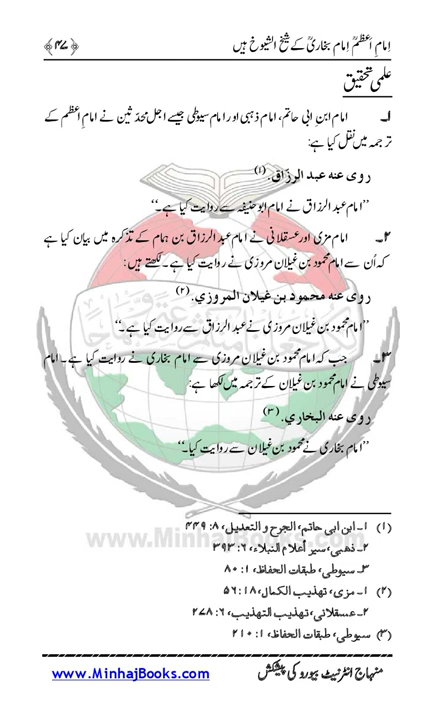 ﴿۴۷﴾ اِمامِ اَعظمؒ اِمام بخاریؒ کے شیخ الشیوخ ہیں
علمی تحقیق
۱۔ امام ابنِ ابی حاتم، امام ذہبی اور امام سیوطی جیسے اجل محدّثین نے امامِ اعظم کے
ترجمہ میں نقل کیا ہے:
روی عنه عبد الرزاق. (۱)
’’امام عبد الرزاق نے امام ابو حنیفہ سے روایت کیا ہے۔‘‘
۲۔ امام مزی اور عسقلانی نے امام عبد الرزاق بن ہمام کے تذکرہ میں بیان کیا ہے
کہ اُن سے امام محمود بن غیلان مروزی نے روایت کیا ہے۔ لکھتے ہیں:
روی عنه محمود بن غيلان المروزي. (۲)
’’امام محمود بن غیلان مروزی نے عبد الرزاق سے روایت کیا ہے۔‘‘
۳۔ جب کہ امام محمود بن غیلان مروزی سے امام بخاری نے روایت کیا ہے۔ امام
سیوطی نے امام محمود بن غیلان کے ترجمہ میں لکھا ہے:
روی عنه البخاري. (۳)
’’امام بخاری نے محمود بن غیلان سے روایت کیا۔‘‘
www.MinhajBooks.com
(۱) ۱۔ ابن ابی حاتم، الجرح و التعدیل، ۸: ۴۴۹
۲۔ ذهبی، سیر أعلام النبلاء، ۶: ۳۹۳
۳۔ سیوطی، طبقات الحفاظ، ۱: ۸۰
(۲) ۱۔ مزی، تهذیب الکمال، ۱۸: ۵۶
۲۔ عسقلانی، تهذیب التهذیب، ۶: ۲۷۸
(۳) سیوطی، طبقات الحفاظ، ۱: ۲۱۰
منہاج انٹرنیٹ بیورو کی پیشکش www.MinhajBooks.com